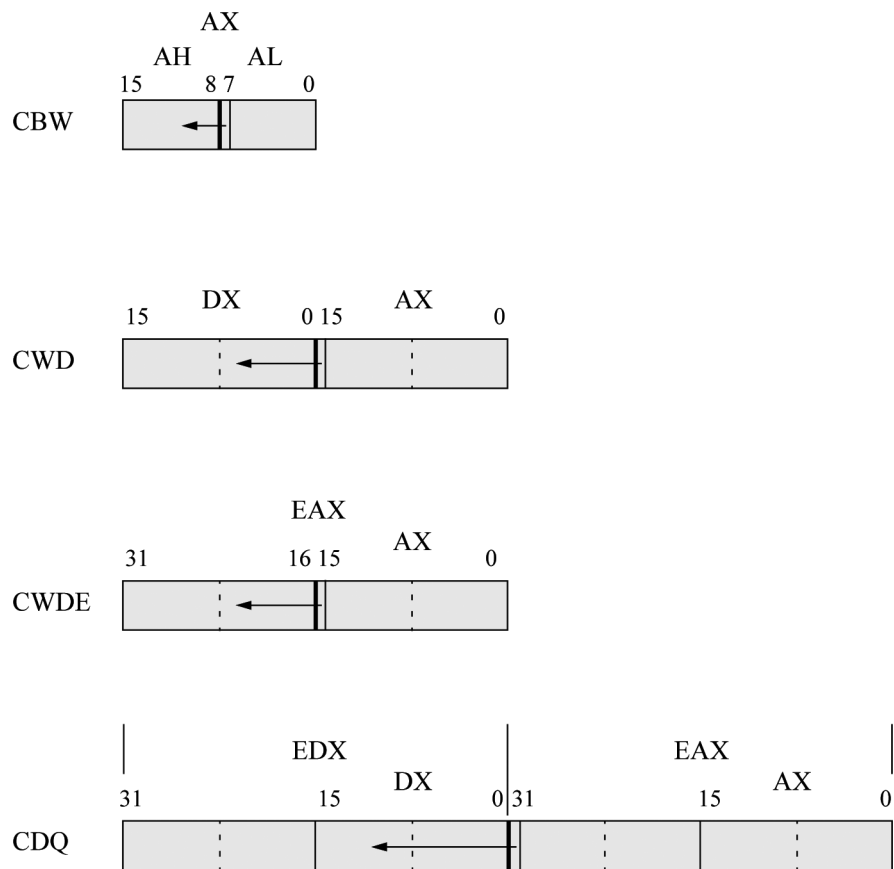 AX
AH AL
15 8 7 0
CBW
DX AX
15 0 15 0
CWD
EAX
AX
31 16 15 0
CWDE
EDX EAX
DX AX
31 15 0 31 15 0
CDQ